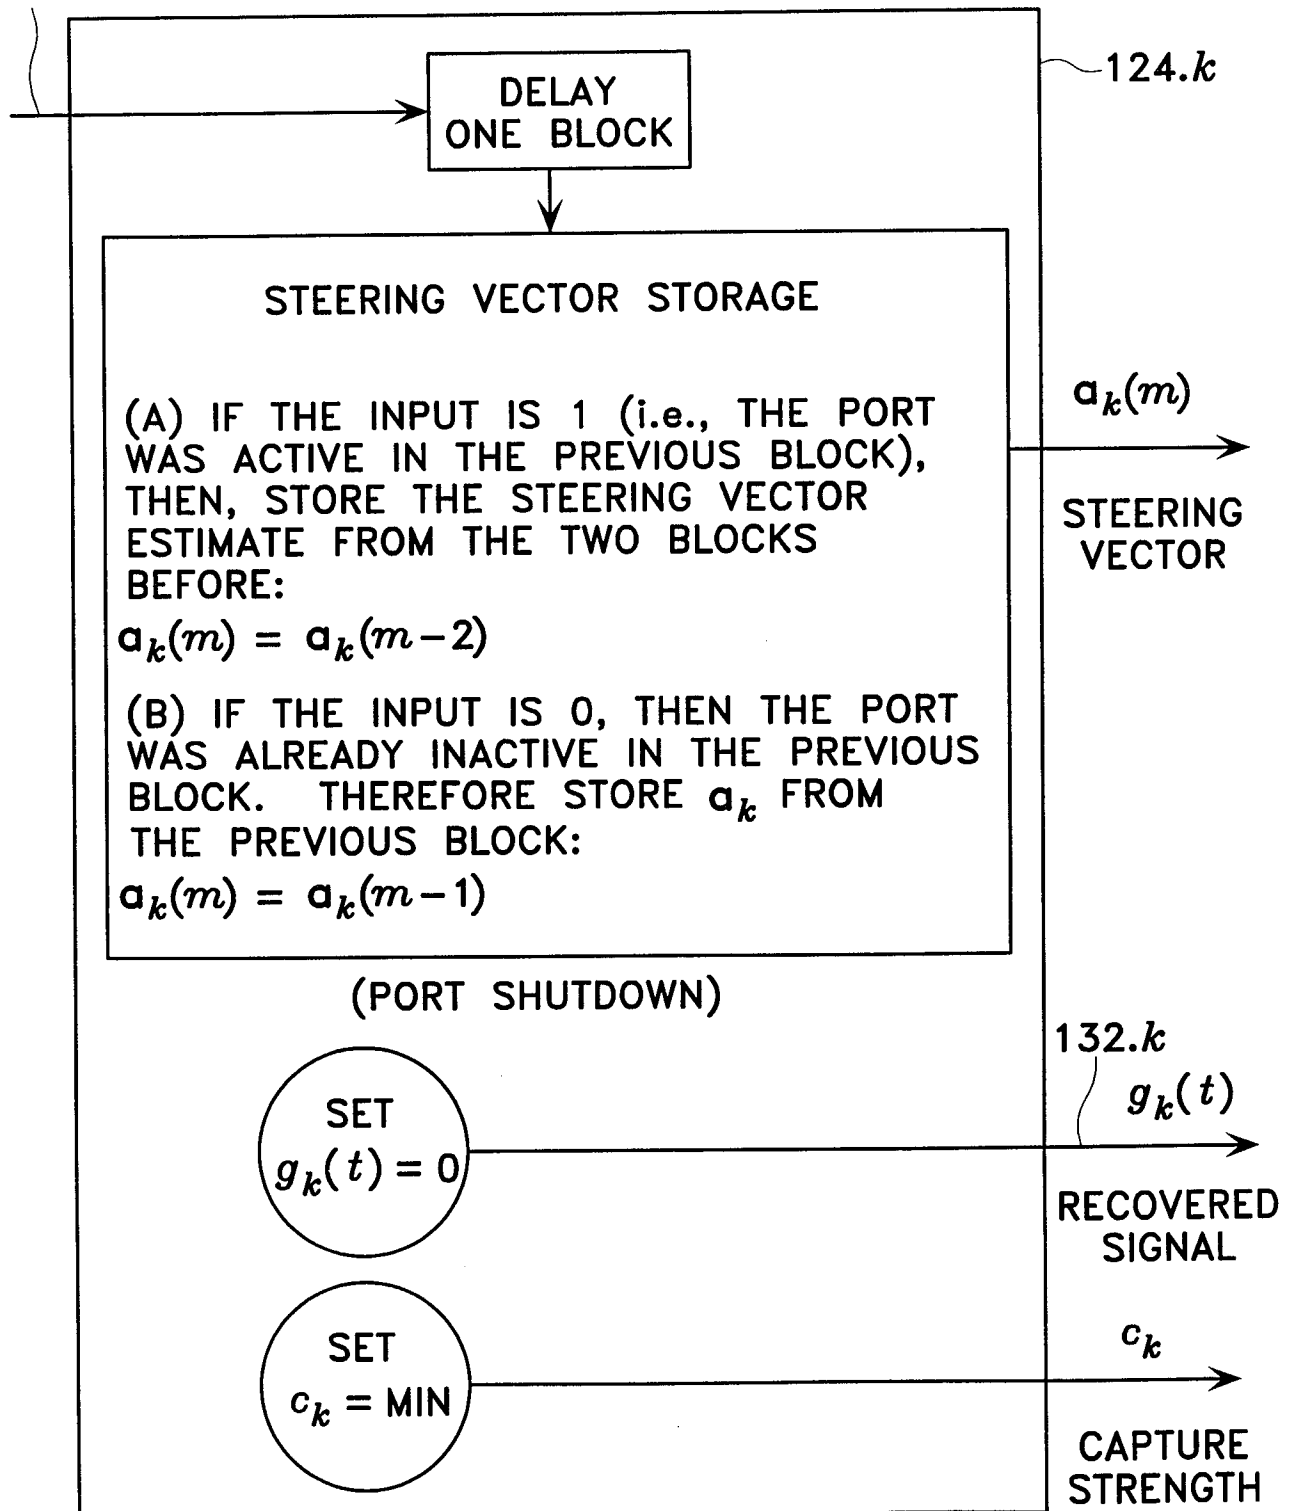 124.k
DELAY
ONE BLOCK
STEERING VECTOR STORAGE
(A) IF THE INPUT IS 1 (i.e., THE PORT
WAS ACTIVE IN THE PREVIOUS BLOCK),
THEN, STORE THE STEERING VECTOR
ESTIMATE FROM THE TWO BLOCKS
BEFORE:
a_k(m) = a_k(m-2)
(B) IF THE INPUT IS 0, THEN THE PORT
WAS ALREADY INACTIVE IN THE PREVIOUS
BLOCK. THEREFORE STORE a_k FROM
THE PREVIOUS BLOCK:
a_k(m) = a_k(m-1)
a_k(m)
STEERING
VECTOR
(PORT SHUTDOWN)
132.k
SET
g_k(t) = 0
g_k(t)
RECOVERED
SIGNAL
SET
c_k = MIN
c_k
CAPTURE
STRENGTH